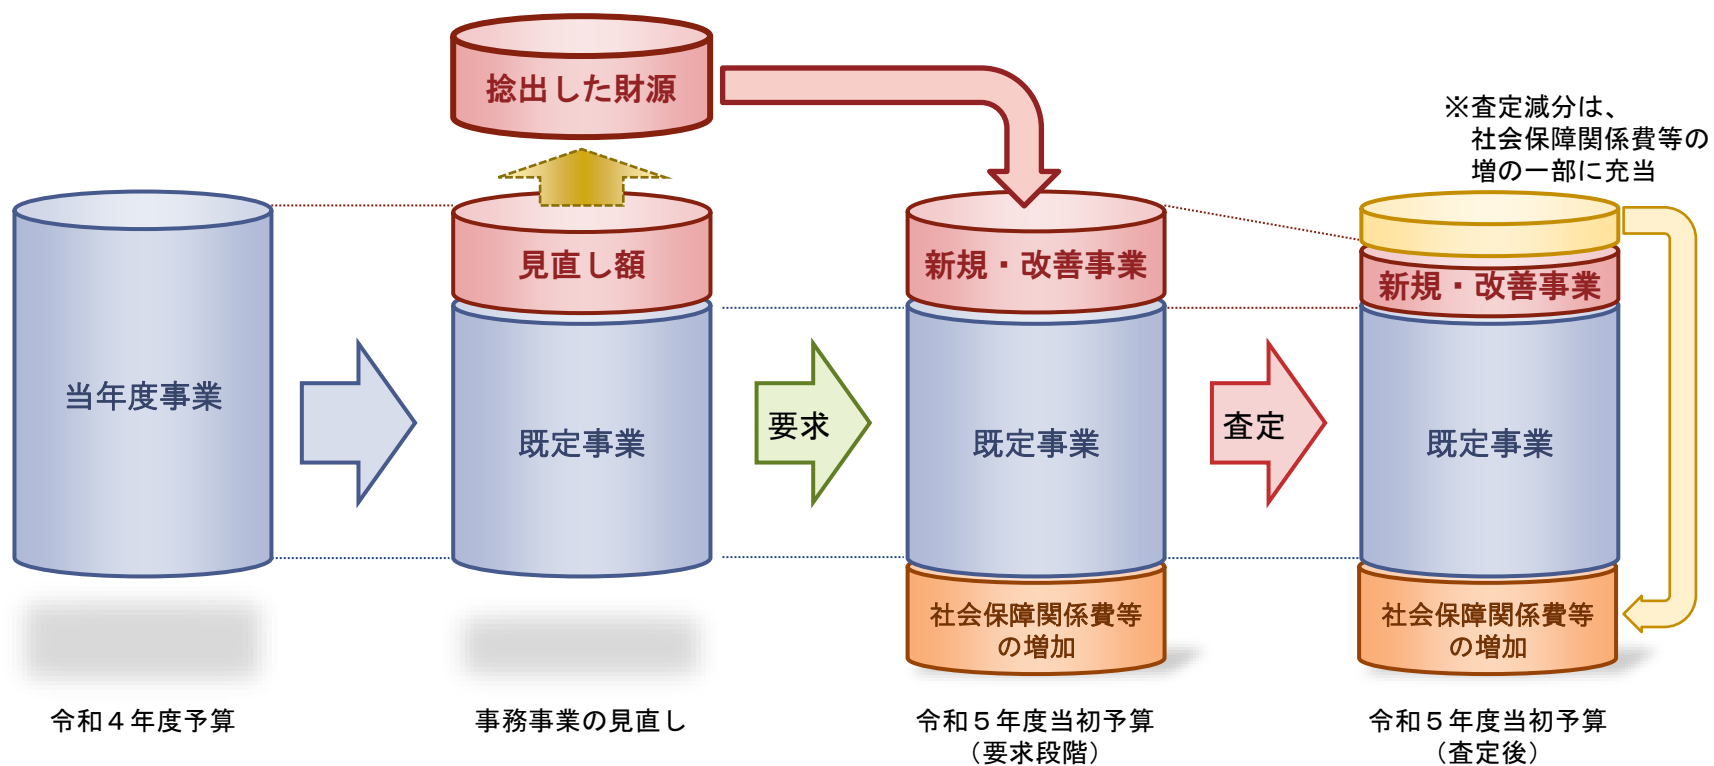 捻出した財源
※査定減分は、
社会保障関係費等の
増の一部に充当
見直し額
新規・改善事業
新規・改善事業
当年度事業
既定事業
要求
既定事業
査定
既定事業
社会保障関係費等
の増加
社会保障関係費等
の増加
令和４年度予算
事務事業の見直し
令和５年度当初予算
（要求段階）
令和５年度当初予算
（査定後）